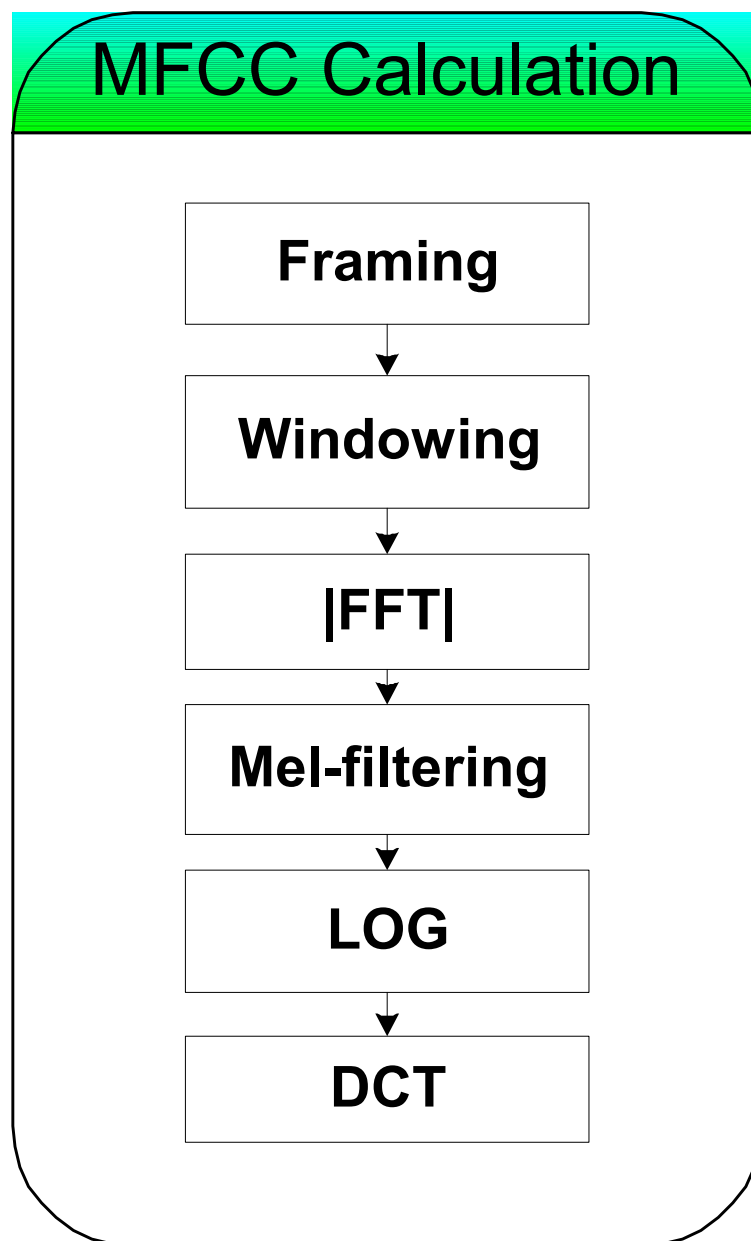 MFCC Calculation
Framing
Windowing
|FFT|
Mel-filtering
LOG
DCT